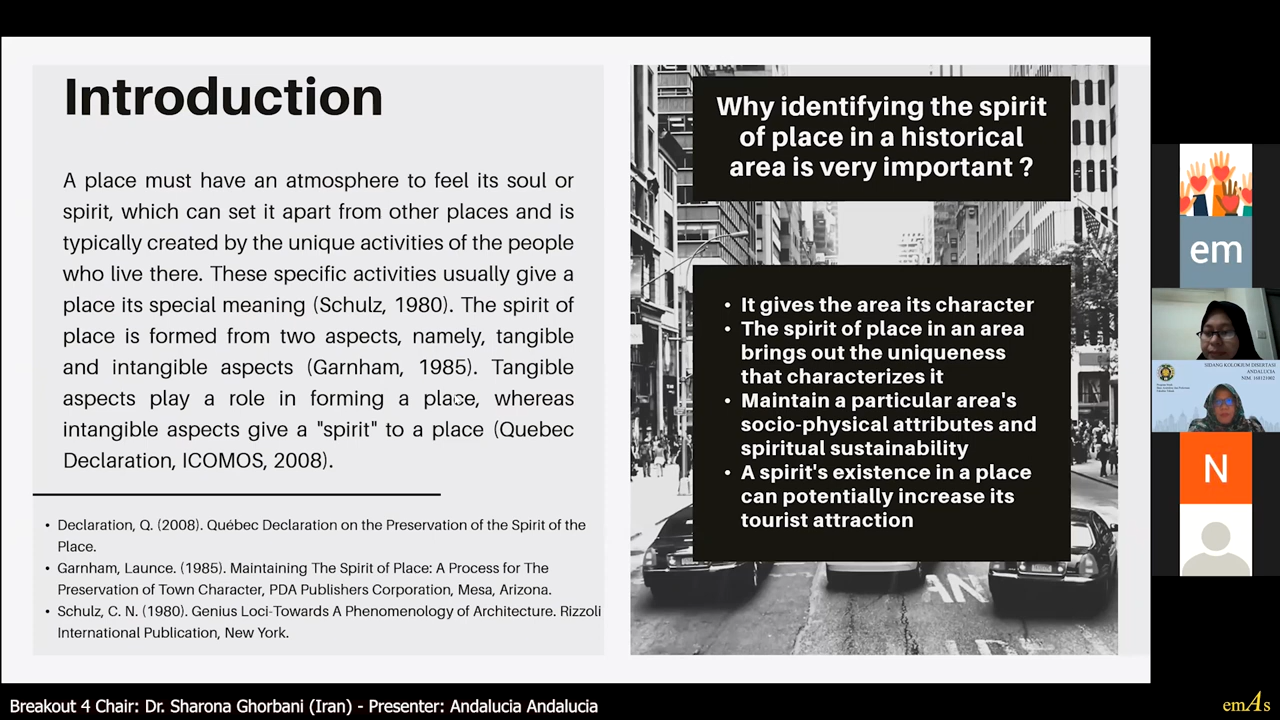 Introduction
A place must have an atmosphere to feel its soul or
spirit, which can set it apart from other places and is
typically created by the unique activities of the people
who live there. These specific activities usually give a
place its special meaning (Schulz, 1980). The spirit of
place is formed from two aspects, namely, tangible
and intangible aspects (Garnham, 1985). Tangible
aspects play a role in forming a place, whereas
intangible aspects give a "spirit" to a place (Quebec
Declaration, ICOMOS, 2008).
• Declaration, Q. (2008). Québec Declaration on the Preservation of the Spirit of the
Place.
• Garnham, Launce. (1985). Maintaining The Spirit of Place: A Process for The
Preservation of Town Character, PDA Publishers Corporation, Mesa, Arizona.
• Schulz, C. N. (1980). Genius Loci-Towards A Phenomenology of Architecture. Rizzoli
International Publication, New York.
Why identifying the spirit
of place in a historical
area is very important ?
• It gives the area its character
• The spirit of place in an area
brings out the uniqueness
that characterizes it
• Maintain a particular area's
socio-physical attributes and
spiritual sustainability
• A spirit's existence in a place
can potentially increase its
tourist attraction
em
SIDANG KOLOKIUM DISERTASI
ANDALUCIA
N
Breakout 4 Chair: Dr. Sharona Ghorbani (Iran) - Presenter: Andalucia Andalucia
emAs